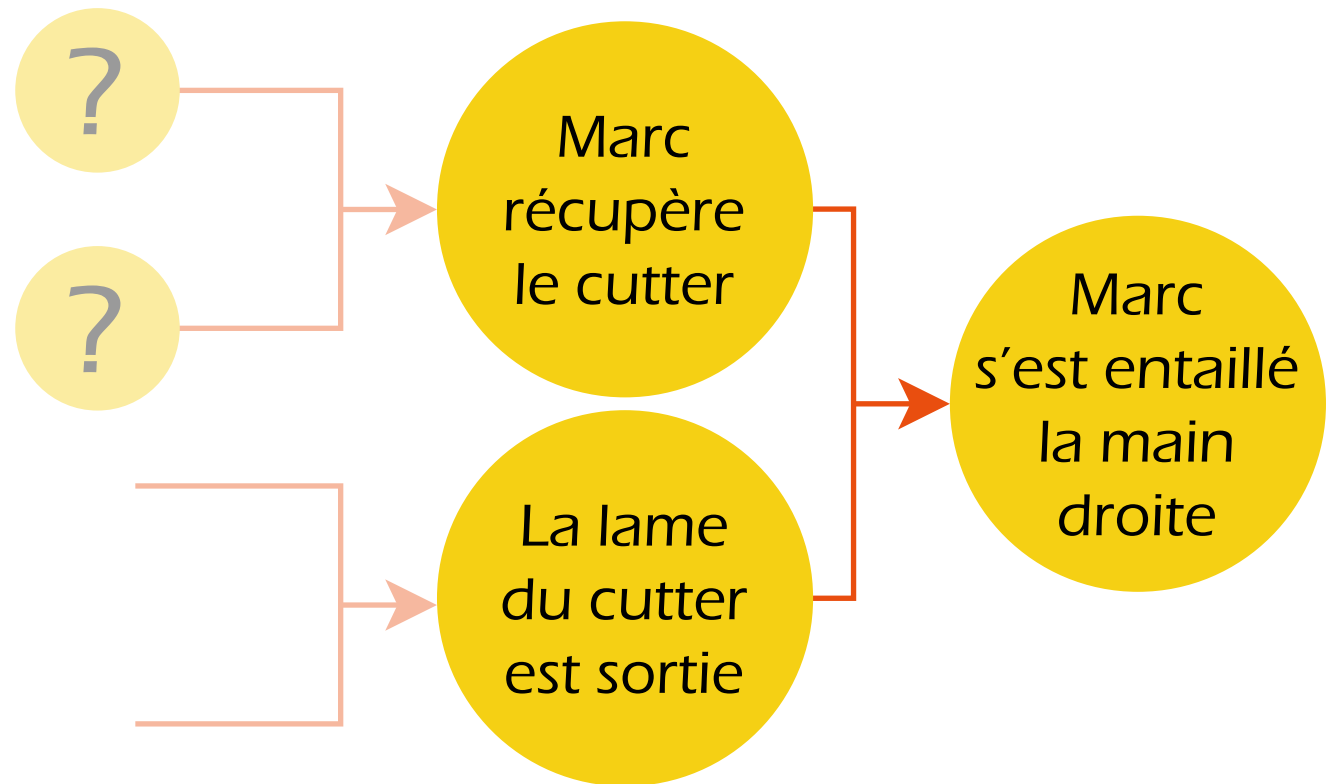 ?
?
Marc
récupère
le cutter
La lame
du cutter
est sortie
Marc
s'est entaillé
la main
droite